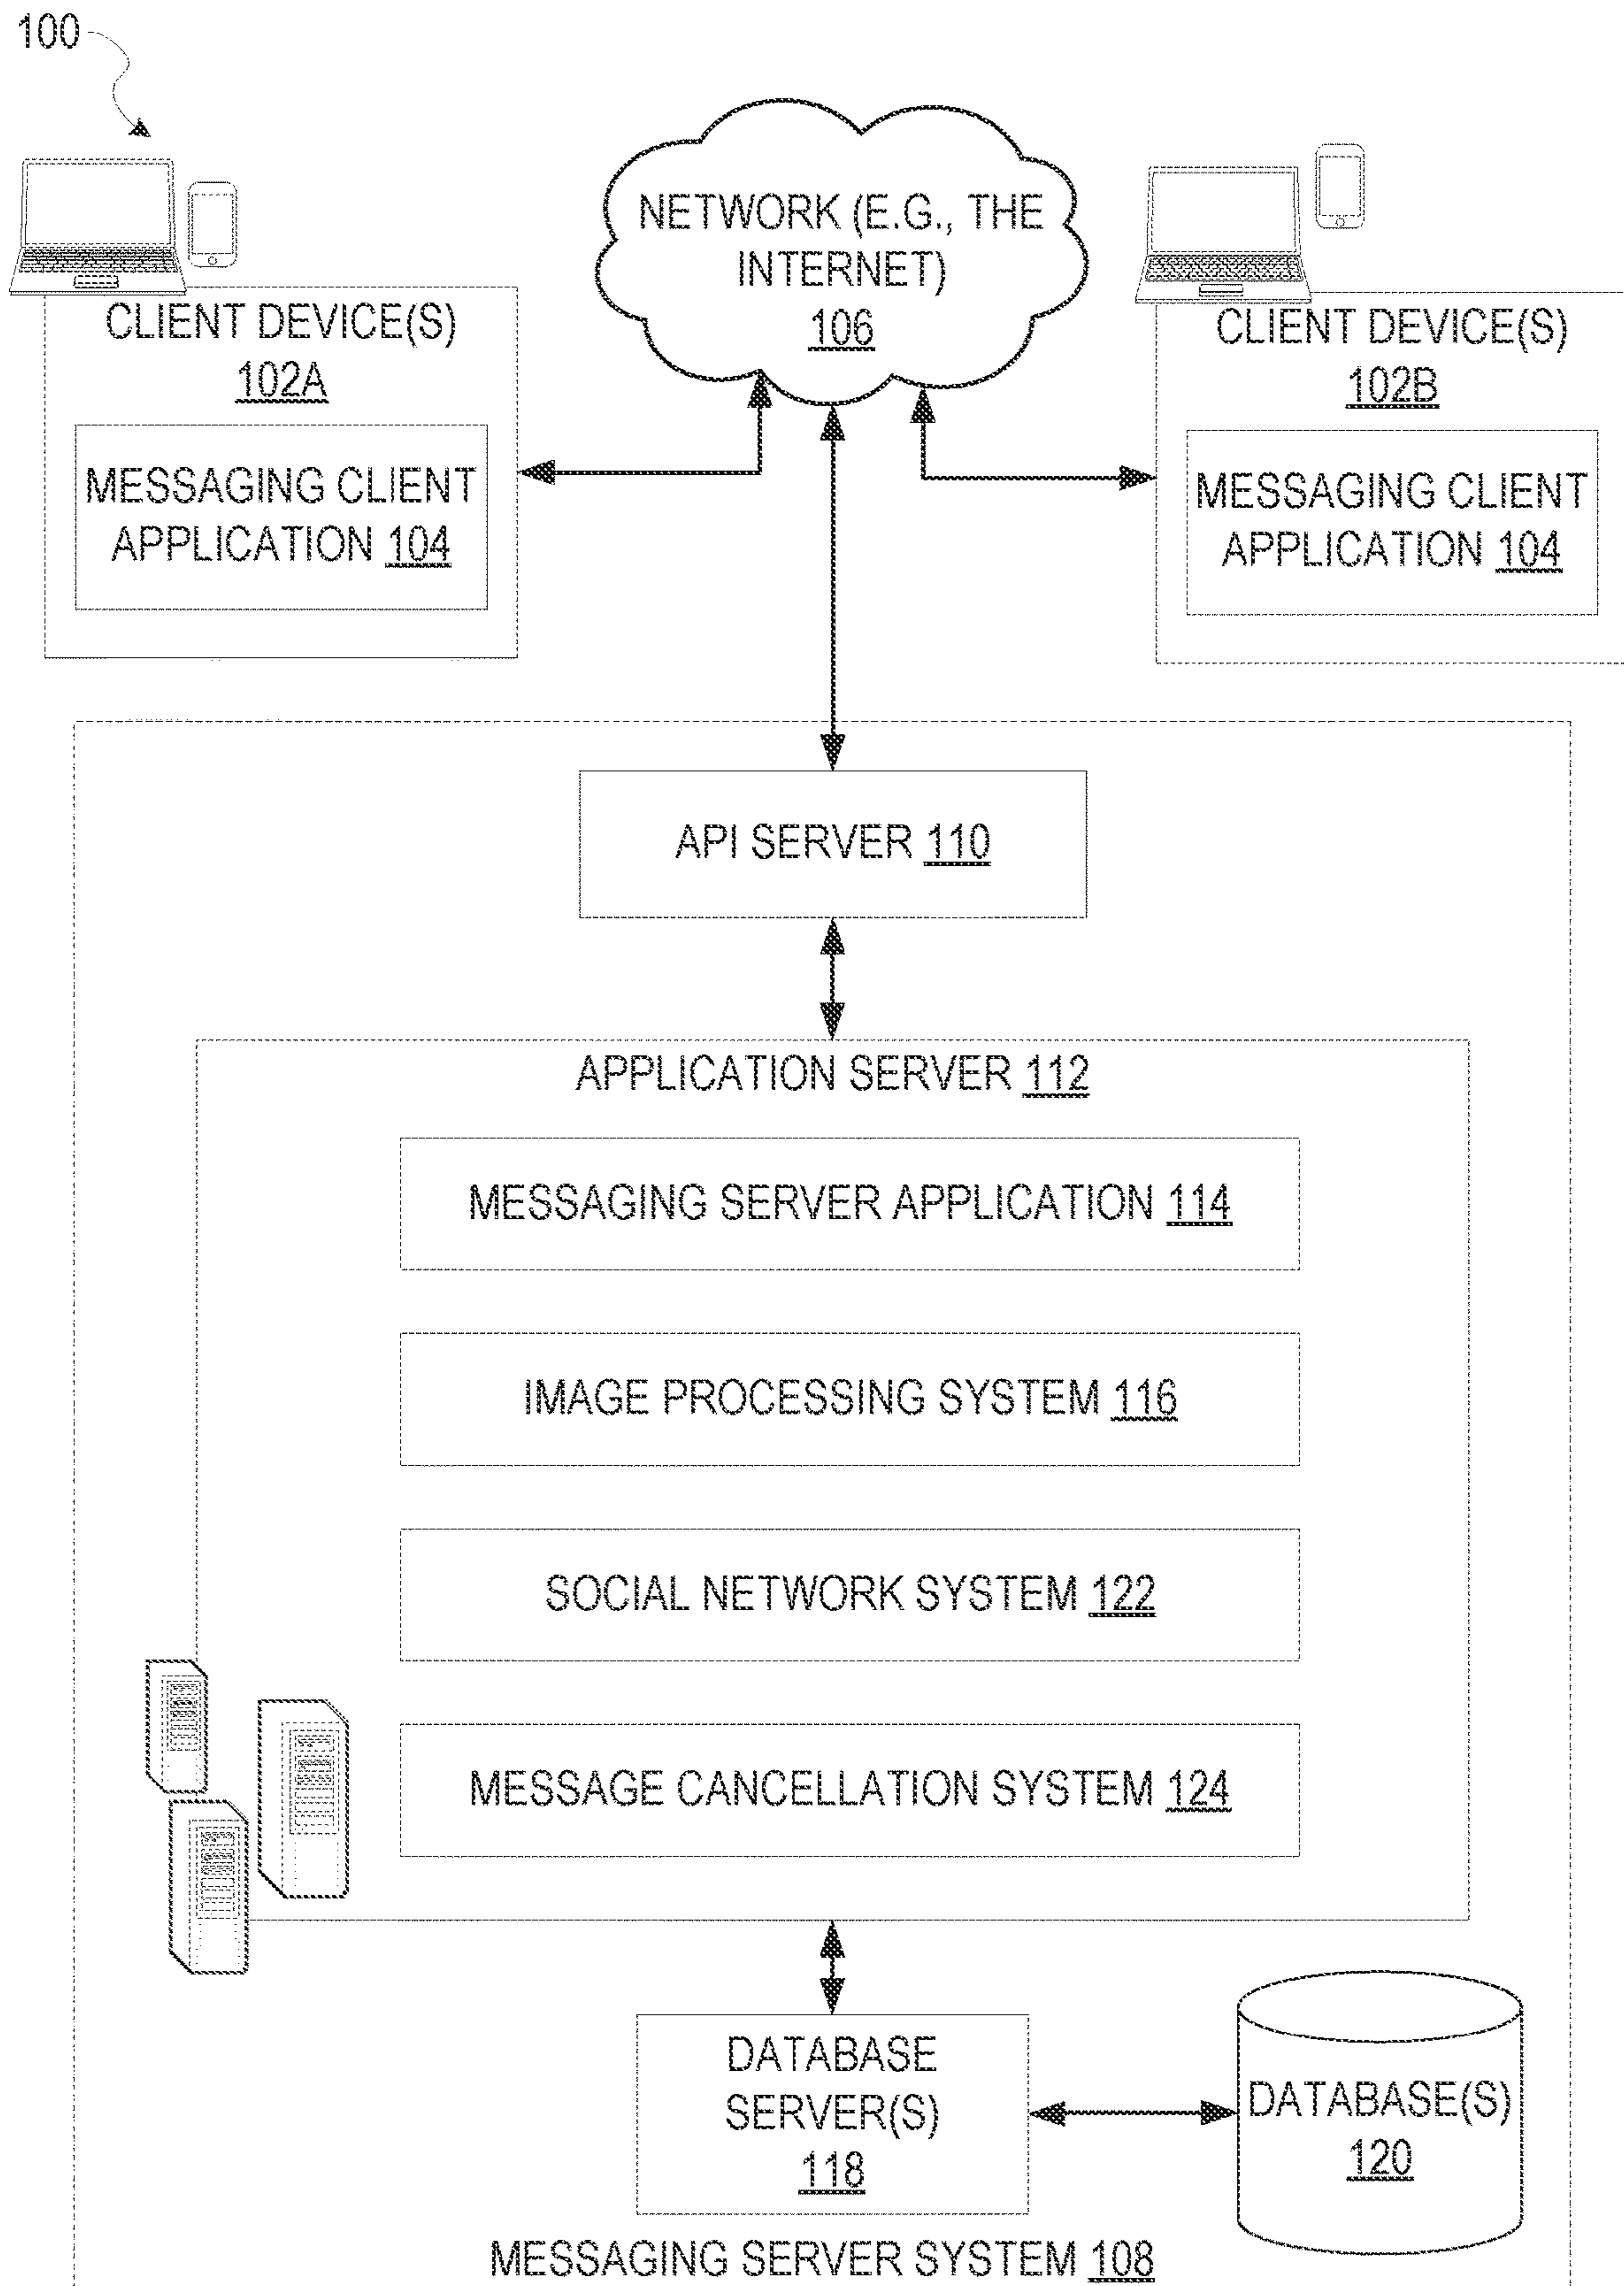 100
NETWORK (E.G., THE
INTERNET)
106
CLIENT DEVICE(S)
102A
MESSAGING CLIENT
APPLICATION 104
CLIENT DEVICE(S)
102B
MESSAGING CLIENT
APPLICATION 104
API SERVER 110
APPLICATION SERVER 112
MESSAGING SERVER APPLICATION 114
IMAGE PROCESSING SYSTEM 116
SOCIAL NETWORK SYSTEM 122
MESSAGE CANCELLATION SYSTEM 124
DATABASE
SERVER(S)
118
DATABASE(S)
120
MESSAGING SERVER SYSTEM 108